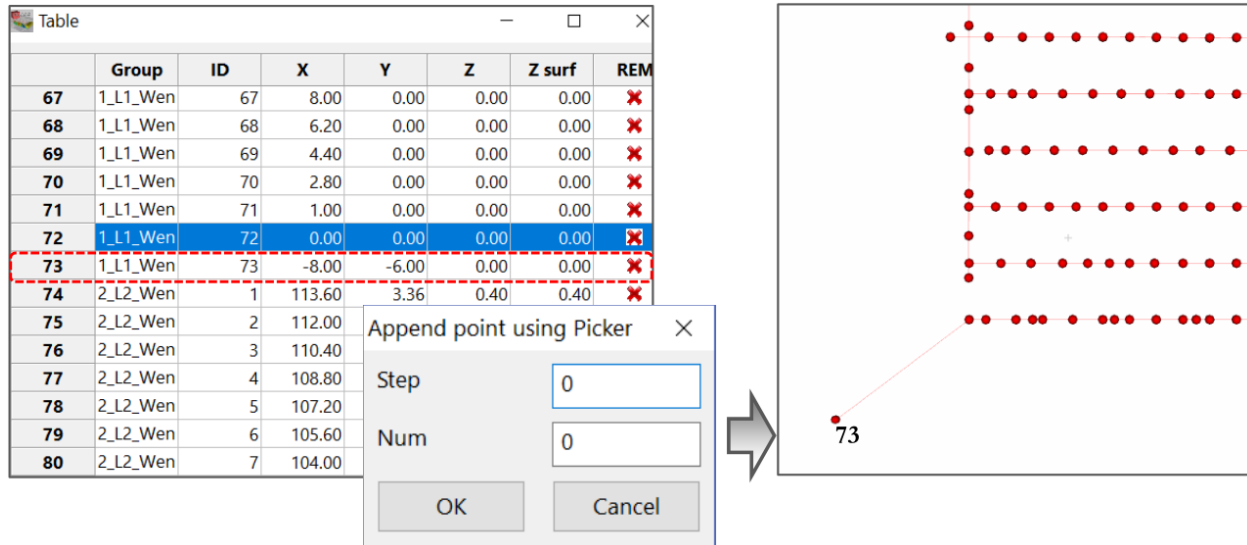 Table
Group ID X Y Z Z surf REM
67 1_L1_Wen 67 8.00 0.00 0.00 0.00
68 1_L1_Wen 68 6.20 0.00 0.00 0.00
69 1_L1_Wen 69 4.40 0.00 0.00 0.00
70 1_L1_Wen 70 2.80 0.00 0.00 0.00
71 1_L1_Wen 71 1.00 0.00 0.00 0.00
72 1_L1_Wen 72 0.00 0.00 0.00 0.00
73 1_L1_Wen 73 -8.00 -6.00 0.00 0.00
74 2_L2_Wen 1 113.60 3.36 0.40 0.40
75 2_L2_Wen 2 112.00
76 2_L2_Wen 3 110.40
77 2_L2_Wen 4 108.80
78 2_L2_Wen 5 107.20
79 2_L2_Wen 6 105.60
80 2_L2_Wen 7 104.00
Append point using Picker
Step 0
Num 0
OK Cancel
73